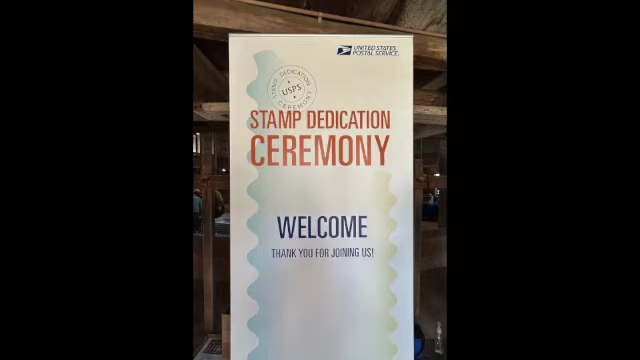 UNITED STATES
POSTAL SERVICE
STAMP DEDICATION
USPS
CEREMONY
STAMP DEDICATION
CEREMONY
WELCOME
THANK YOU FOR JOINING US!